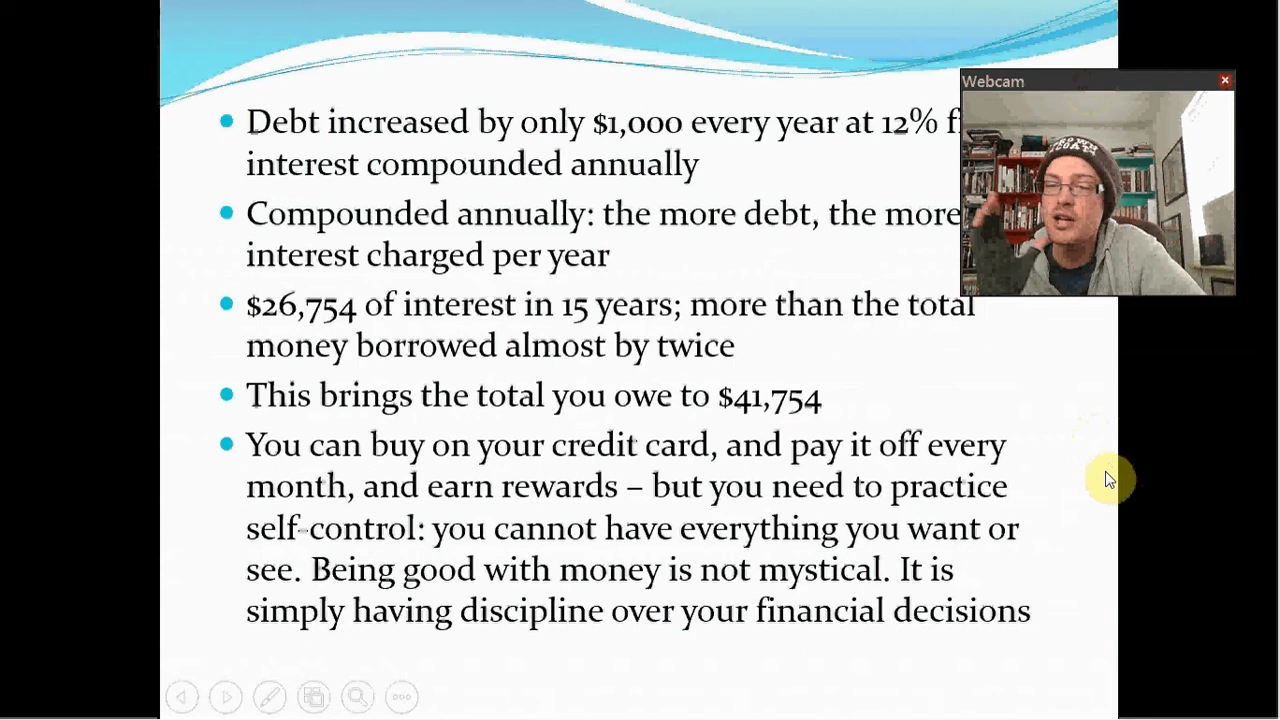 Debt increased by only $1,000 every year at 12% f
interest compounded annually
Compounded annually: the more debt, the more
interest charged per year
$26,754 of interest in 15 years; more than the total
money borrowed almost by twice
This brings the total you owe to $41,754
You can buy on your credit card, and pay it off every
month, and earn rewards – but you need to practice
self-control: you cannot have everything you want or
see. Being good with money is not mystical. It is
simply having discipline over your financial decisions
Webcam